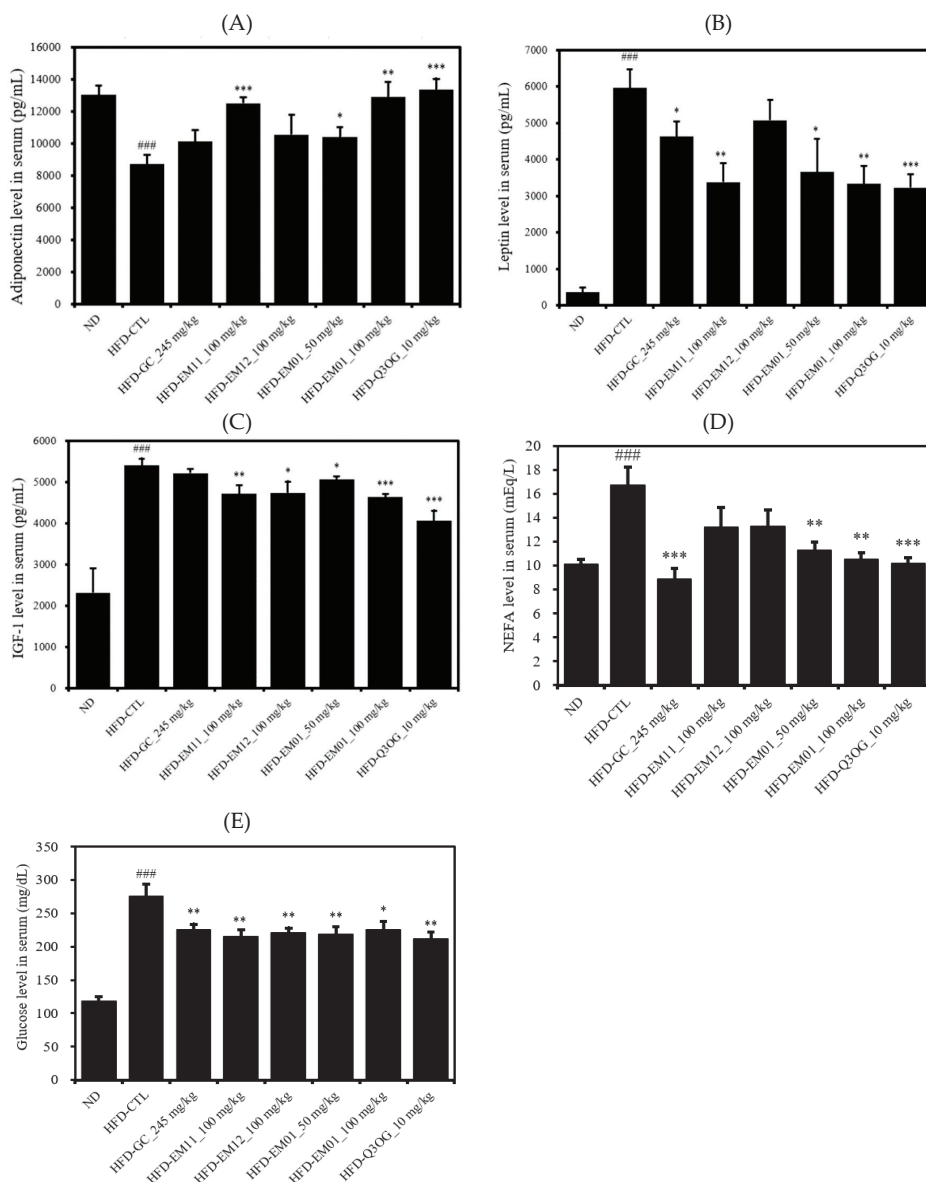 (A)
Adiponectin level in serum (pg/mL)
16000
14000
12000
10000
8000
6000
4000
2000
0
###
***
*
**
***
ND
HFD-CTL
HFD-GC_245 mg/kg
HFD-EM11_100 mg/kg
HFD-EM12_100 mg/kg
HFD-EM01_50 mg/kg
HFD-EM01_100 mg/kg
HFD-Q3OG_10 mg/kg
(B)
Leptin level in serum (pg/mL)
7000
6000
5000
4000
3000
2000
1000
0
###
*
**
*
**
***
ND
HFD-CTL
HFD-GC_245 mg/kg
HFD-EM11_100 mg/kg
HFD-EM12_100 mg/kg
HFD-EM01_50 mg/kg
HFD-EM01_100 mg/kg
HFD-Q3OG_10 mg/kg
(C)
IGF-1 level in serum (pg/mL)
6000
5000
4000
3000
2000
1000
0
###
**
*
*
***
***
ND
HFD-CTL
HFD-GC_245 mg/kg
HFD-EM11_100 mg/kg
HFD-EM12_100 mg/kg
HFD-EM01_50 mg/kg
HFD-EM01_100 mg/kg
HFD-Q3OG_10 mg/kg
(D)
NEFA level in serum (mEq/L)
20
18
16
14
12
10
8
6
4
2
0
###
***
**
**
***
ND
HFD-CTL
HFD-GC_245 mg/kg
HFD-EM11_100 mg/kg
HFD-EM12_100 mg/kg
HFD-EM01_50 mg/kg
HFD-EM01_100 mg/kg
HFD-Q3OG_10 mg/kg
(E)
Glucose level in serum (mg/dL)
350
300
250
200
150
100
50
0
###
**
**
**
**
*
**
ND
HFD-CTL
HFD-GC_245 mg/kg
HFD-EM11_100 mg/kg
HFD-EM12_100 mg/kg
HFD-EM01_50 mg/kg
HFD-EM01_100 mg/kg
HFD-Q3OG_10 mg/kg